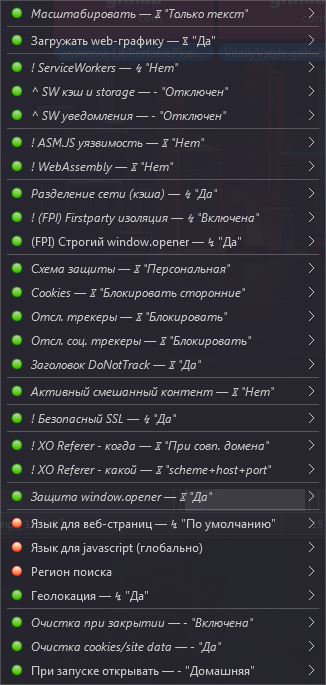 Масштабировать — ⧖ "Только текст"
Загружать web-графику — ⧖ "Да"
! ServiceWorkers — ↯ "Нет"
^ SW кэш и storage — - "Отключен"
^ SW уведомления — - "Отключен"
! ASM.JS уязвимость — ⧖ "Нет"
! WebAssembly — ⧖ "Нет"
Разделение сети (кэша) — ↯ "Да"
! (FPI) Firstparty изоляция — ↯ "Включена"
(FPI) Строгий window.opener — ↯ "Да"
Схема защиты — ⧖ "Персональная"
Cookies — ⧖ "Блокировать сторонние"
Отсл. трекеры — ⧖ "Блокировать"
Отсл. соц. трекеры — ⧖ "Блокировать"
Заголовок DoNotTrack — ⧖ "Да"
Активный смешанный контент — ⧖ "Нет"
! Безопасный SSL — ↯ "Да"
! XO Referer - когда — ⧖ "При совп. домена"
! XO Referer - какой — ⧖ "scheme+host+port"
Защита window.opener — ⧖ "Да"
Язык для веб-страниц — ↯ "По умолчанию"
Язык для javascript (глобально)
Регион поиска
Геолокация — ↯ "Да"
Очистка при закрытии — - "Включена"
Очистка cookies/site data — - "Да"
При запуске открывать — - "Домашняя"